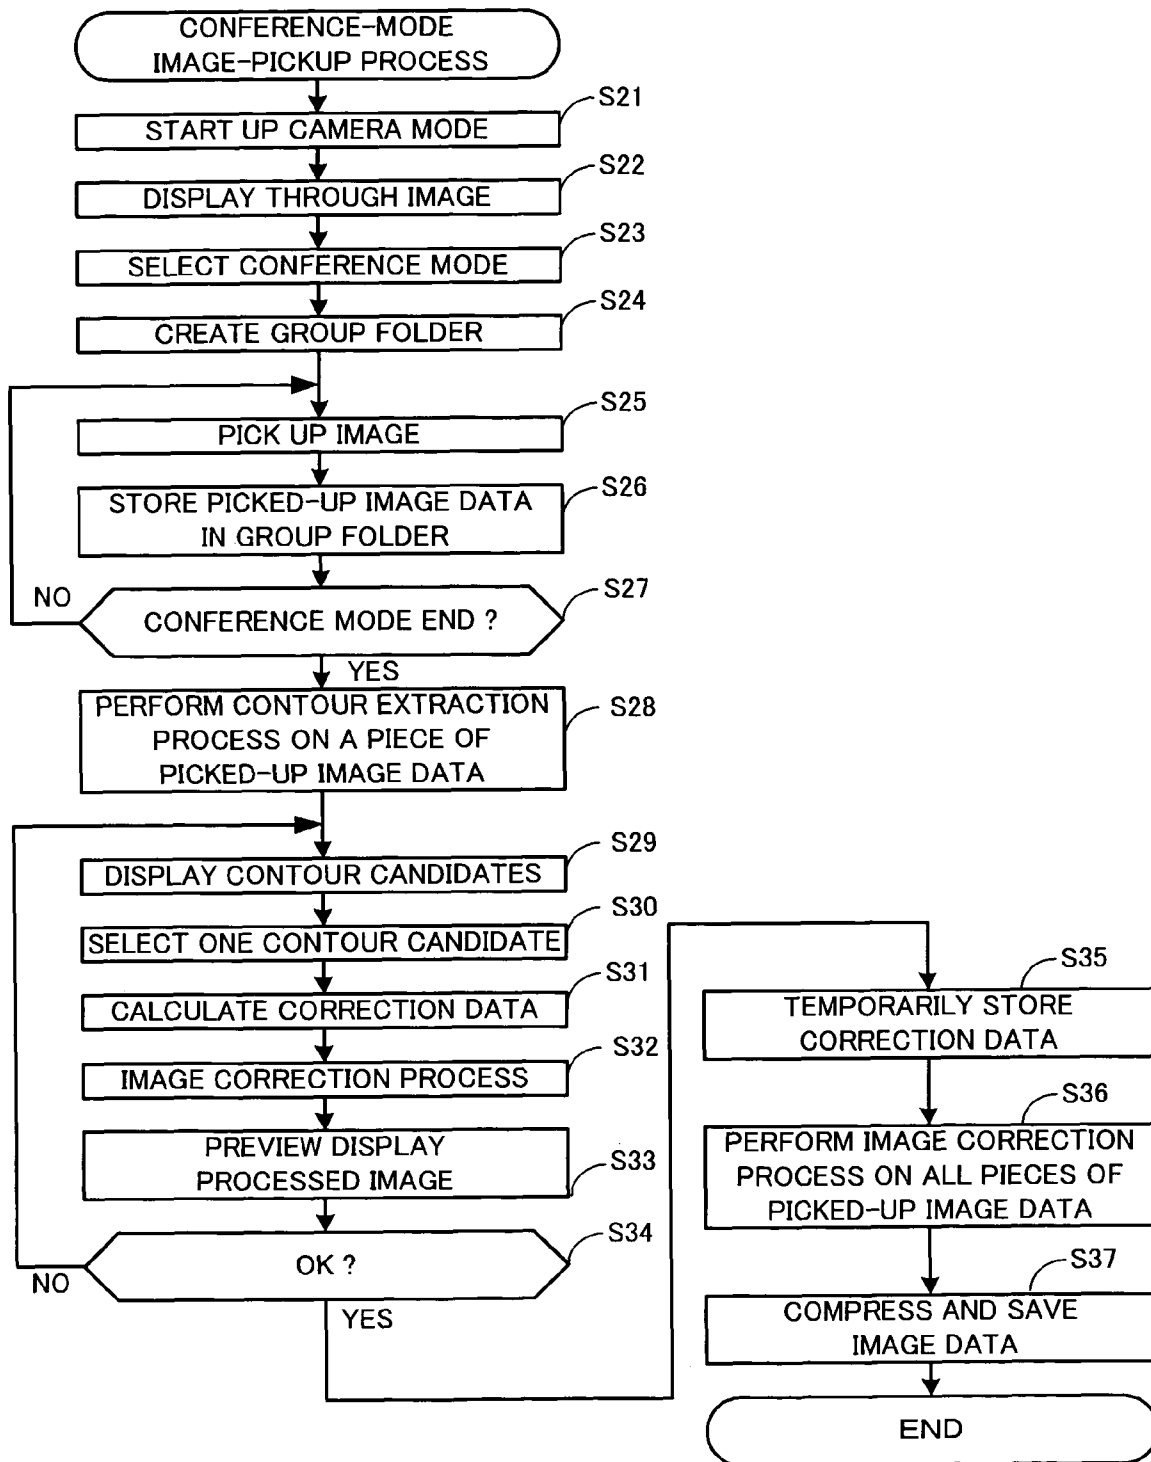 CONFERENCE-MODE
IMAGE-PICKUP PROCESS
S21
START UP CAMERA MODE
S22
DISPLAY THROUGH IMAGE
S23
SELECT CONFERENCE MODE
S24
CREATE GROUP FOLDER
S25
PICK UP IMAGE
S26
STORE PICKED-UP IMAGE DATA
IN GROUP FOLDER
S27
NO
CONFERENCE MODE END ?
YES
S28
PERFORM CONTOUR EXTRACTION
PROCESS ON A PIECE OF
PICKED-UP IMAGE DATA
S29
DISPLAY CONTOUR CANDIDATES
S30
SELECT ONE CONTOUR CANDIDATE
S31
CALCULATE CORRECTION DATA
S32
IMAGE CORRECTION PROCESS
S33
PREVIEW DISPLAY
PROCESSED IMAGE
S34
OK ?
NO
YES
S35
TEMPORARILY STORE
CORRECTION DATA
S36
PERFORM IMAGE CORRECTION
PROCESS ON ALL PIECES OF
PICKED-UP IMAGE DATA
S37
COMPRESS AND SAVE
IMAGE DATA
END